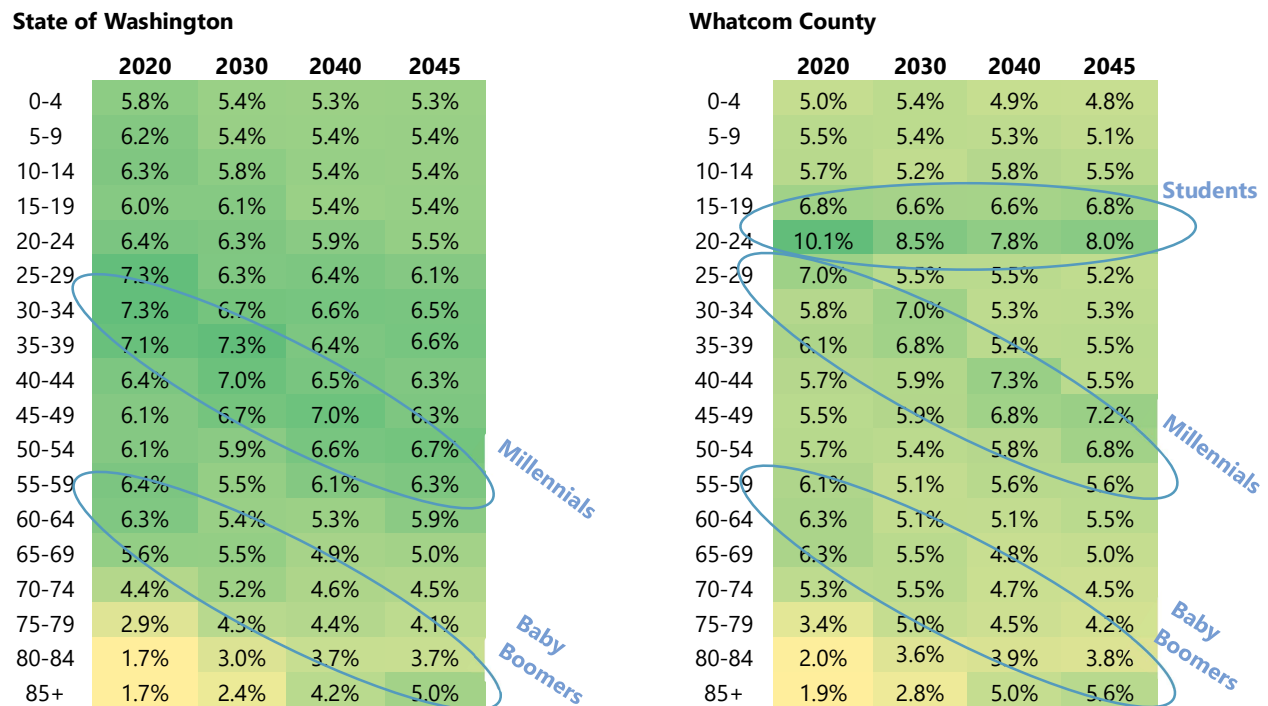 State of Washington
2020 2030 2040 2045
0-4 5.8% 5.4% 5.3% 5.3%
5-9 6.2% 5.4% 5.4% 5.4%
10-14 6.3% 5.8% 5.4% 5.4%
15-19 6.0% 6.1% 5.4% 5.4%
20-24 6.4% 6.3% 5.9% 5.5%
25-29 7.3% 6.3% 6.4% 6.1%
30-34 7.3% 6.7% 6.6% 6.5%
35-39 7.1% 7.3% 6.4% 6.6%
40-44 6.4% 7.0% 6.5% 6.3%
45-49 6.1% 6.7% 7.0% 6.3%
50-54 6.1% 5.9% 6.6% 6.7%
55-59 6.4% 5.5% 6.1% 6.3%
60-64 6.3% 5.4% 5.3% 5.9%
65-69 5.6% 5.5% 4.9% 5.0%
70-74 4.4% 5.2% 4.6% 4.5%
75-79 2.9% 4.3% 4.4% 4.1%
80-84 1.7% 3.0% 3.7% 3.7%
85+ 1.7% 2.4% 4.2% 5.0%
Millennials
Baby
Boomers
Whatcom County
2020 2030 2040 2045
0-4 5.0% 5.4% 4.9% 4.8%
5-9 5.5% 5.4% 5.3% 5.1%
10-14 5.7% 5.2% 5.8% 5.5%
15-19 6.8% 6.6% 6.6% 6.8%
20-24 10.1% 8.5% 7.8% 8.0%
25-29 7.0% 5.5% 5.5% 5.2%
30-34 5.8% 7.0% 5.3% 5.3%
35-39 6.1% 6.8% 5.4% 5.5%
40-44 5.7% 5.9% 7.3% 5.5%
45-49 5.5% 5.9% 6.8% 7.2%
50-54 5.7% 5.4% 5.8% 6.8%
55-59 6.1% 5.1% 5.6% 5.6%
60-64 6.3% 5.1% 5.1% 5.5%
65-69 6.3% 5.5% 4.8% 5.0%
70-74 5.3% 5.5% 4.7% 4.5%
75-79 3.4% 5.0% 4.5% 4.2%
80-84 2.0% 3.6% 3.9% 3.8%
85+ 1.9% 2.8% 5.0% 5.6%
Students
Millennials
Baby
Boomers